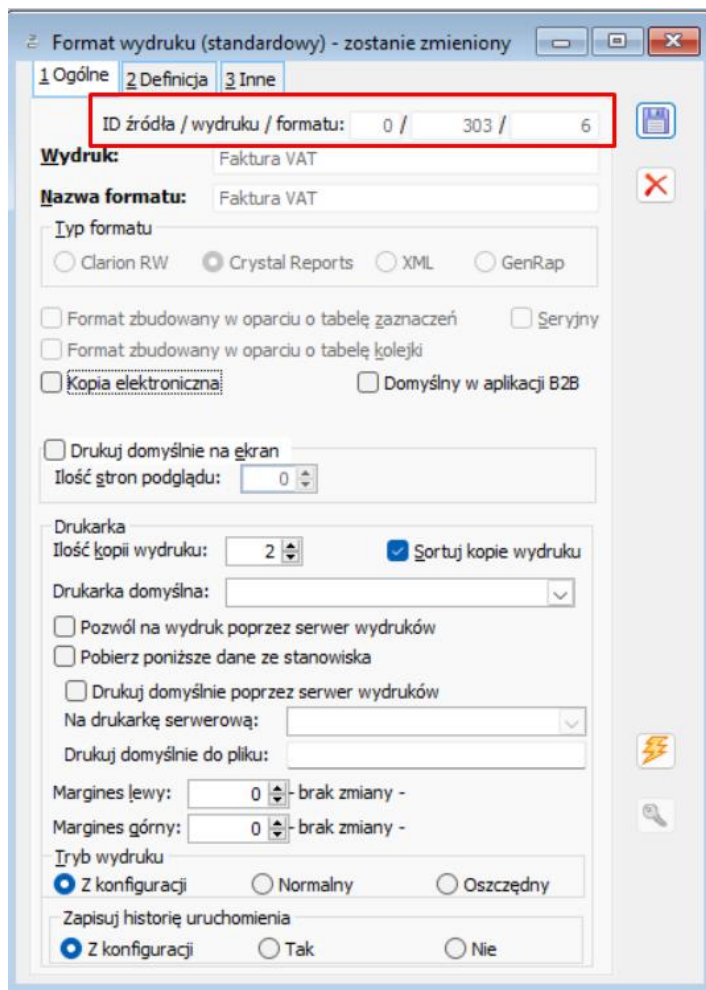 Format wydruku (standardowy) - zostanie zmieniony
1 Ogólne 2 Definicja 3 Inne
ID źródła / wydruku / formatu: 0 / 303 / 6
Wydruk: Faktura VAT
Nazwa formatu: Faktura VAT
Typ formatu
Clarion RW Crystal Reports XML GenRap
Format zbudowany w oparciu o tabelę zaznaczeń Seryjny
Format zbudowany w oparciu o tabelę kolejki
Kopia elektroniczna Domyślny w aplikacji B2B
Drukuj domyślnie na ekran
Ilość stron podglądu: 0
Drukarka
Ilość kopii wydruku: 2 Sortuj kopie wydruku
Drukarka domyślna:
Pozwól na wydruk poprzez serwer wydruków
Pobierz poniższe dane ze stanowiska
Drukuj domyślnie poprzez serwer wydruków
Na drukarkę serwerową:
Drukuj domyślnie do pliku:
Margines lewy: 0 - brak zmiany -
Margines górny: 0 - brak zmiany -
Tryb wydruku
Z konfiguracji Normalny Oszczędny
Zapisuj historię uruchomienia
Z konfiguracji Tak Nie